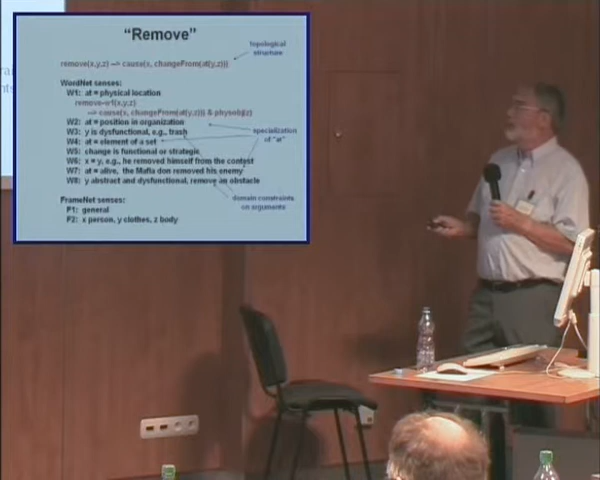 "Remove"
topological
structure
remove(x,y,z) --> cause(x, changeFrom(at(y,z)))
WordNet senses:
W1: at = physical location
remove-w1(x,y,z)
--> cause(x, changeFrom(at(y,z))) & physobj(z)
W2: at = position in organization
W3: y is dysfunctional, e.g., trash
specialization
of "at"
W4: at = element of a set
W5: change is functional or strategic
W6: x = y, e.g., he removed himself from the contest
W7: at = alive, the Mafia don removed his enemy
W8: y abstract and dysfunctional, remove an obstacle
domain constraints
on arguments
FrameNet senses:
F1: general
F2: x person, y clothes, z body